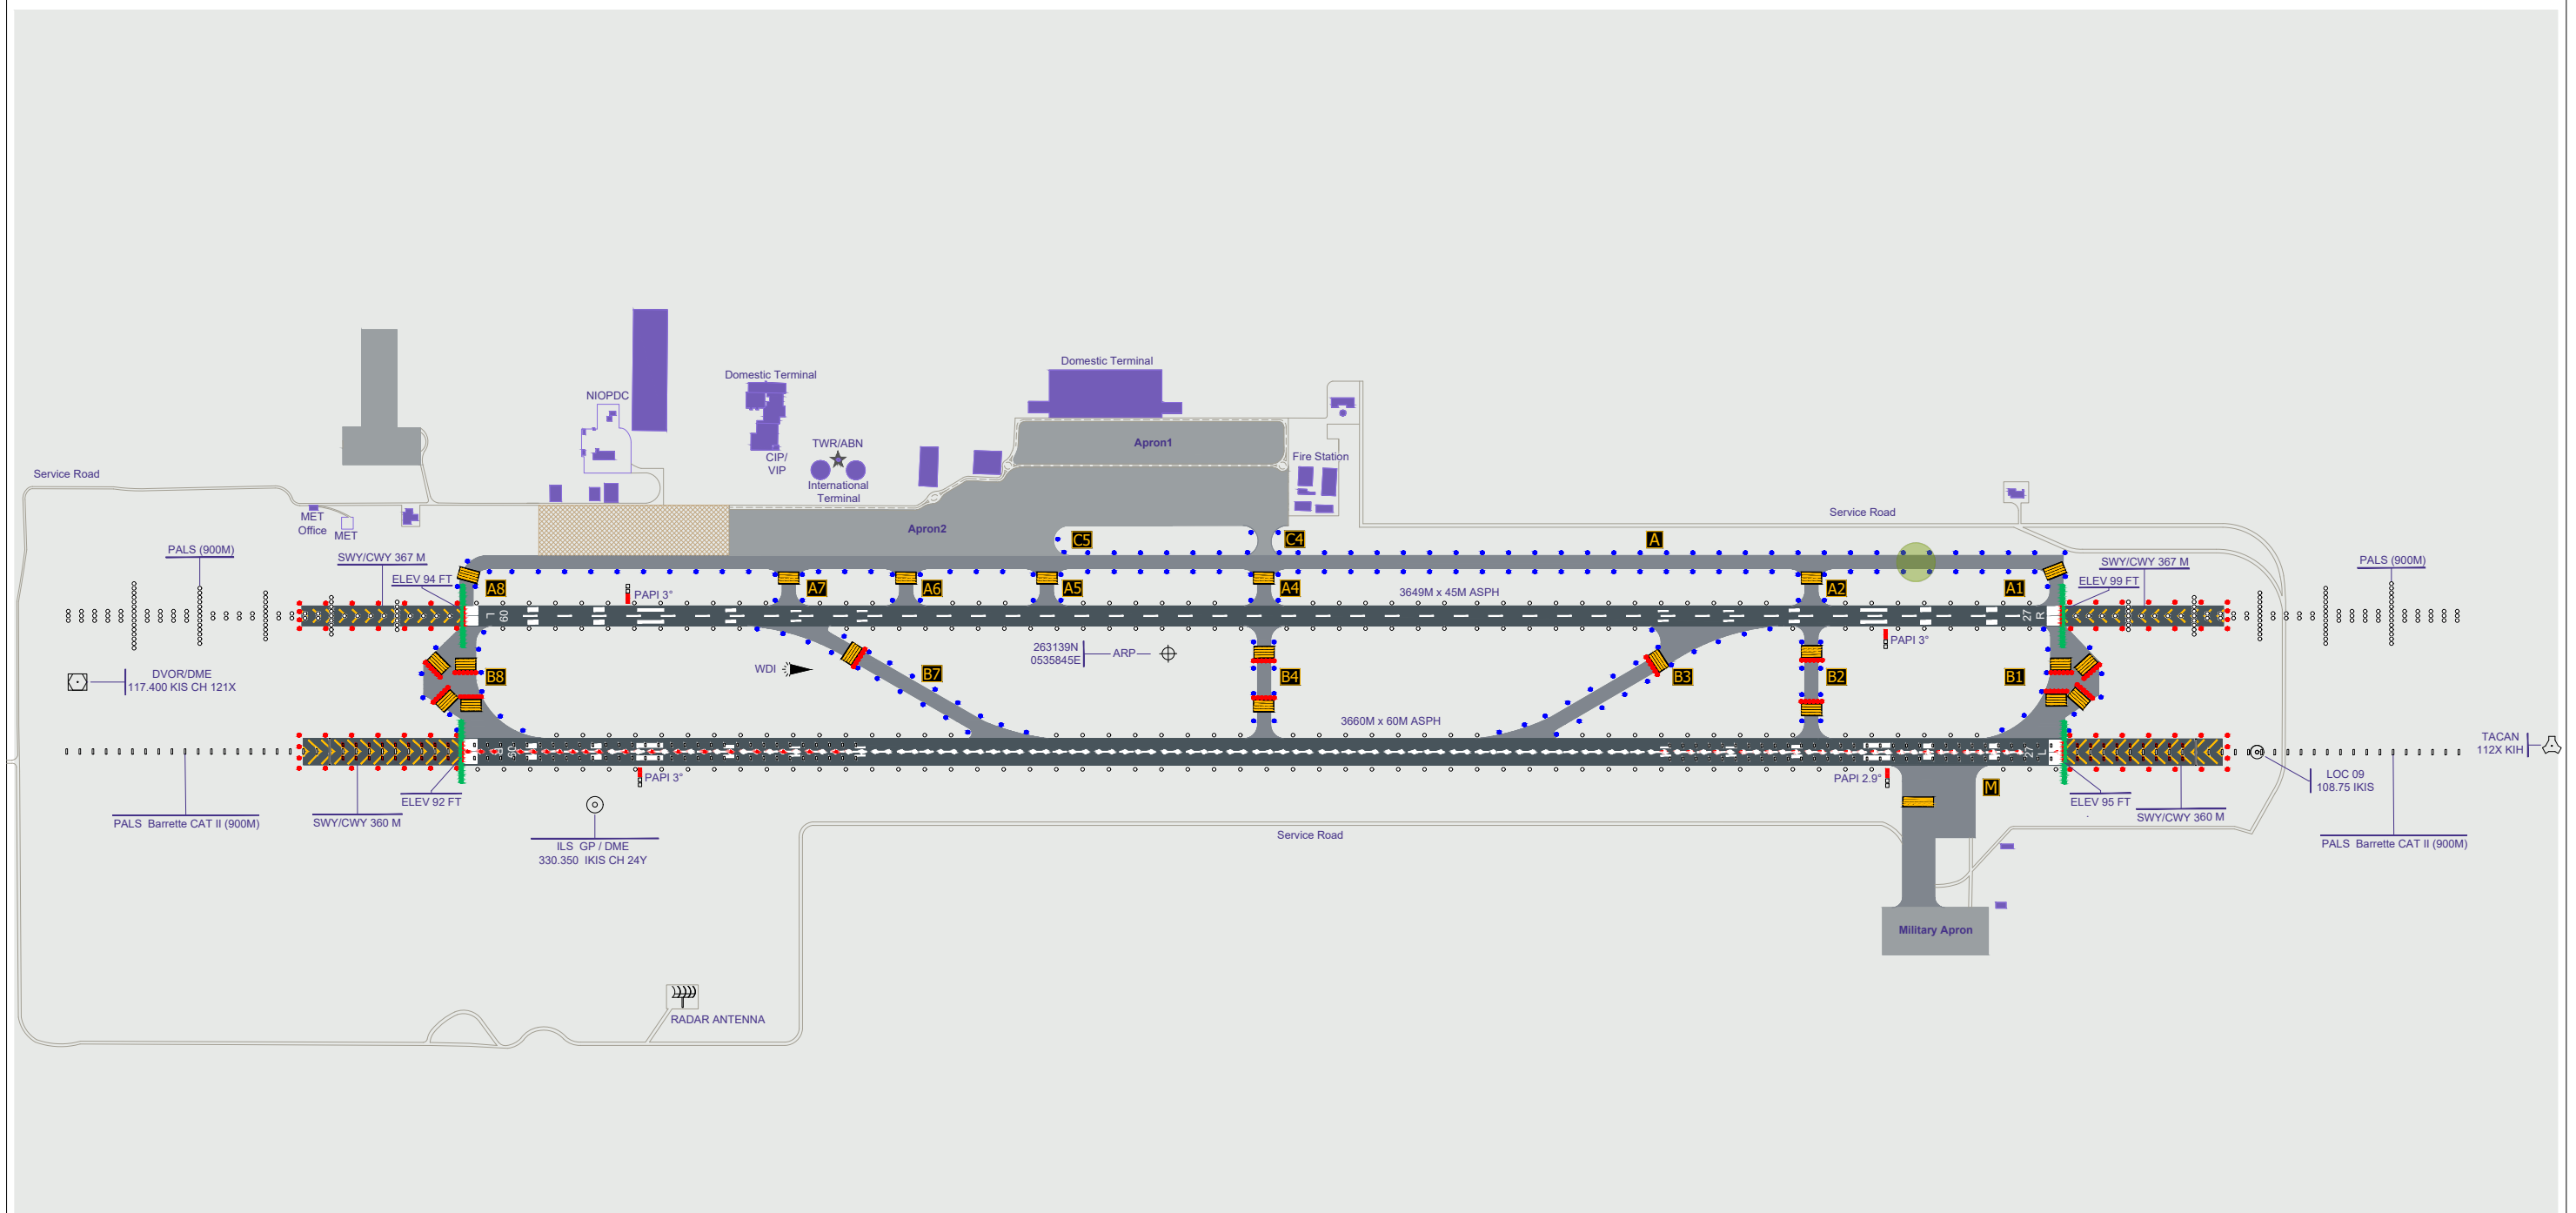 Domestic Terminal
Domestic Terminal
NIOPDC
TWR/ABN
CIP/
VIP
International
Terminal
Apron1
Fire Station
Service Road
MET
Office
MET
Apron2
Service Road
C5
C4
A
PALS (900M)
SWY/CWY 367 M
ELEV 94 FT
A8
PAPI 3°
A7
A6
A5
A4
3649M x 45M ASPH
A2
A1
SWY/CWY 367 M
ELEV 99 FT
PALS (900M)
09
L
27
R
PAPI 3°
263139N
0535845E
ARP
WDI
DVOR/DME
117.400 KIS CH 121X
B8
B7
B4
B3
B2
B1
3660M x 60M ASPH
TACAN
112X KIH
PAPI 3°
PAPI 2.9°
M
LOC 09
108.75 IKIS
ELEV 92 FT
SWY/CWY 360 M
PALS Barrette CAT II (900M)
ELEV 95 FT
SWY/CWY 360 M
PALS Barrette CAT II (900M)
ILS GP / DME
330.350 IKIS CH 24Y
Service Road
Military Apron
RADAR ANTENNA